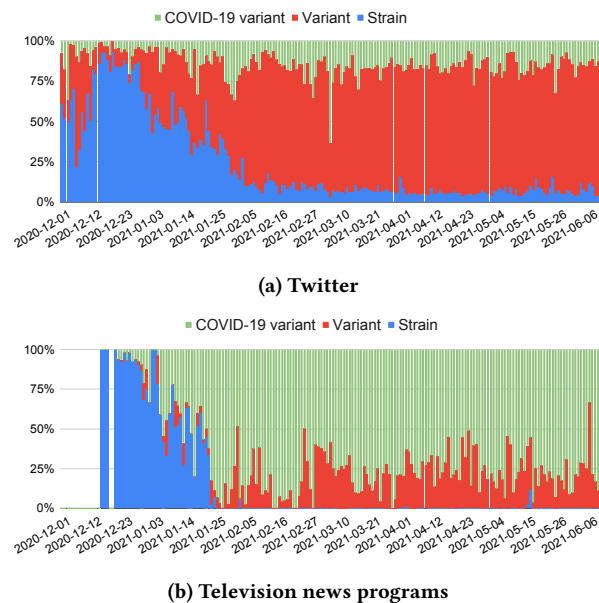 COVID-19 variant Variant Strain
100%
75%
50%
25%
0%
2020-12-01 2020-12-12 2020-12-23 2021-01-03 2021-01-14 2021-01-25 2021-02-05 2021-02-16 2021-02-27 2021-03-10 2021-03-21 2021-04-01 2021-04-12 2021-04-23 2021-05-04 2021-05-15 2021-05-26 2021-06-06
(a) Twitter
COVID-19 variant Variant Strain
100%
75%
50%
25%
0%
2020-12-01 2020-12-12 2020-12-23 2021-01-03 2021-01-14 2021-01-25 2021-02-05 2021-02-16 2021-02-27 2021-03-10 2021-03-21 2021-04-01 2021-04-12 2021-04-23 2021-05-04 2021-05-15 2021-05-26 2021-06-06
(b) Television news programs